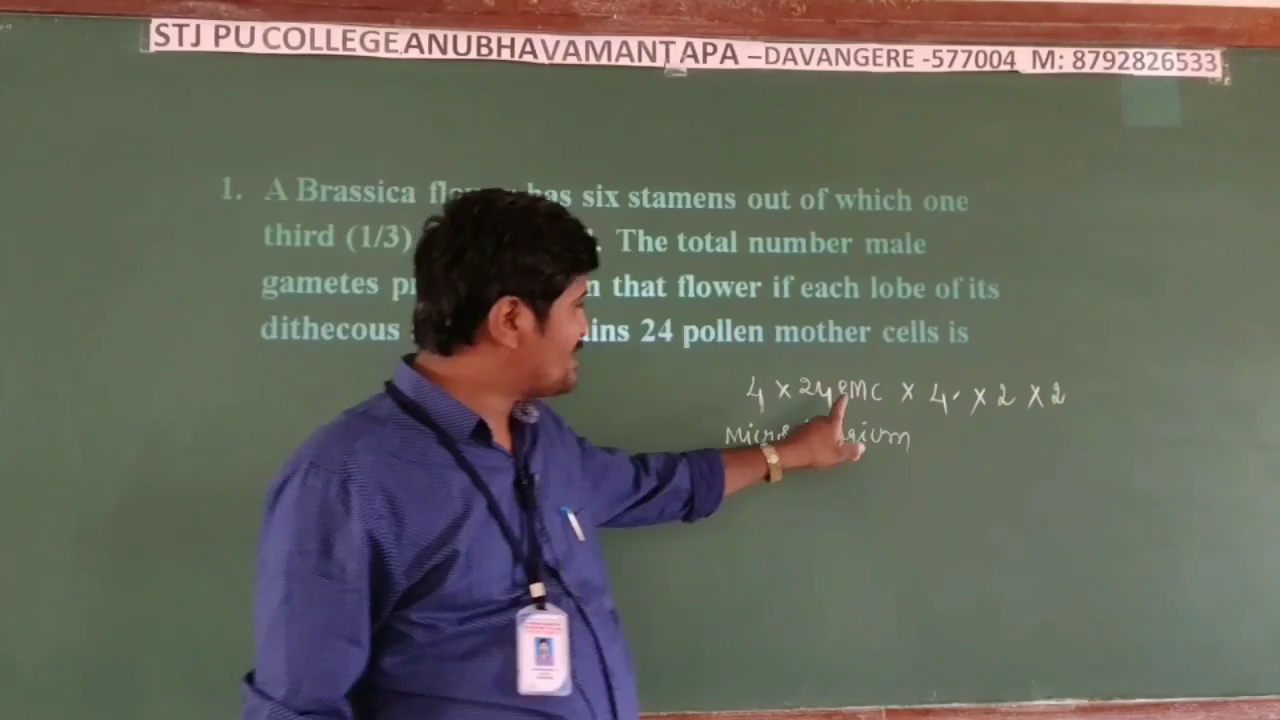 STJ PU COLLEGE ANUBHAVAMANTAPA –DAVANGERE -577004 M: 8792826533
1. A Brassica has six stamens out of which one
third (1/3) The total number male
gametes that flower if each lobe of its
dithecous 24 pollen mother cells is
4 × 24 PMC × 4 × 2 × 2